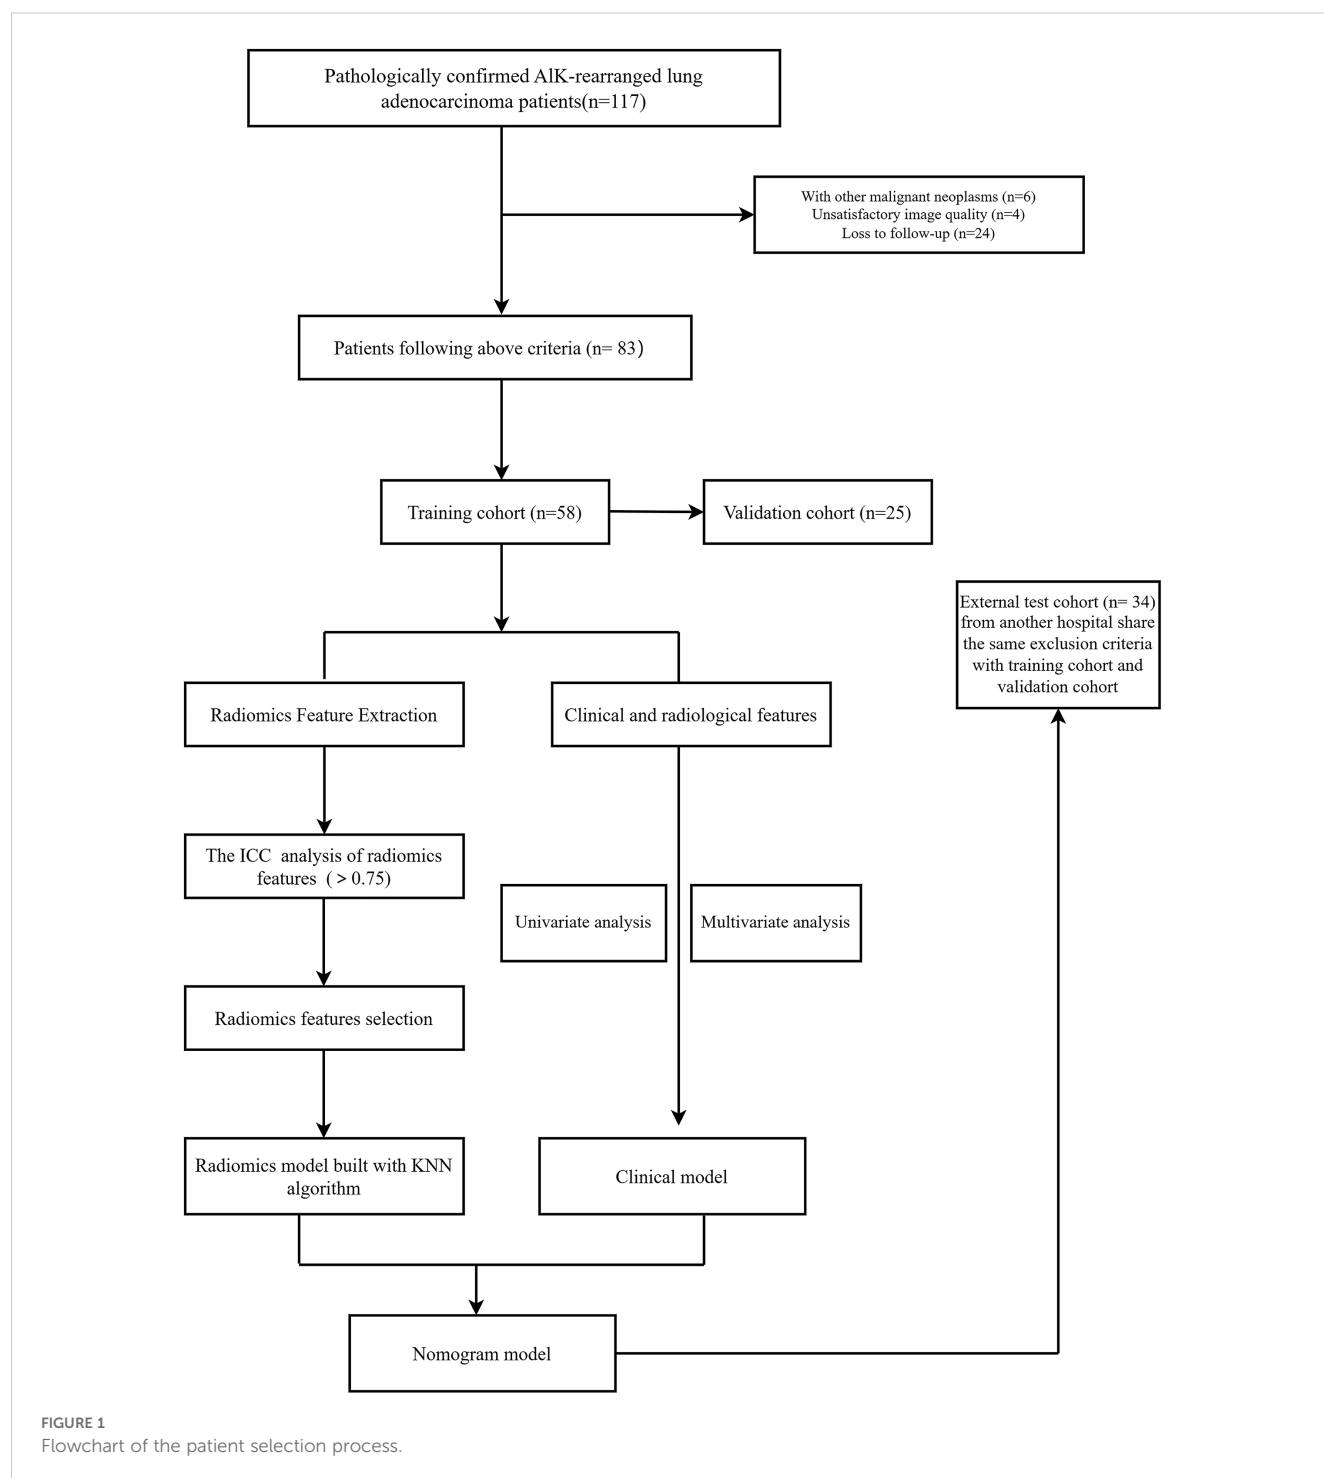 Pathologically confirmed AlK-rearranged lung
adenocarcinoma patients(n=117)
With other malignant neoplasms (n=6)
Unsatisfactory image quality (n=4)
Loss to follow-up (n=24)
Patients following above criteria (n= 83)
Training cohort (n=58)
Validation cohort (n=25)
External test cohort (n= 34)
from another hospital share
the same exclusion criteria
with training cohort and
validation cohort
Radiomics Feature Extraction
Clinical and radiological features
The ICC analysis of radiomics
features ( > 0.75)
Univariate analysis
Multivariate analysis
Radiomics features selection
Radiomics model built with KNN
algorithm
Clinical model
Nomogram model
FIGURE 1
Flowchart of the patient selection process.